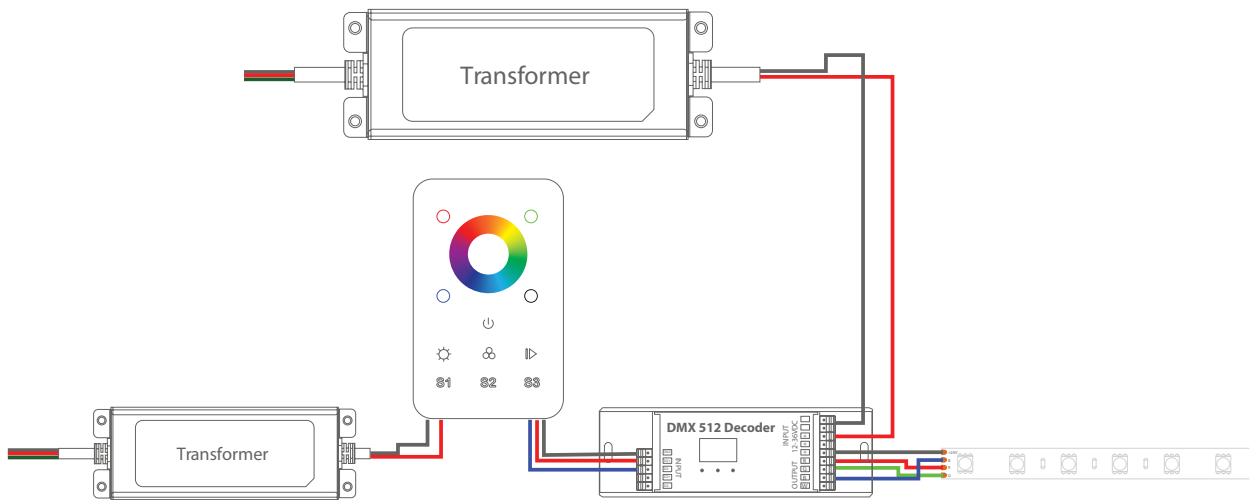 Transformer
S1 S2 S3
Transformer
DMX 512 Decoder
INPUT
INPUT
12-36VDC
OUTPUT